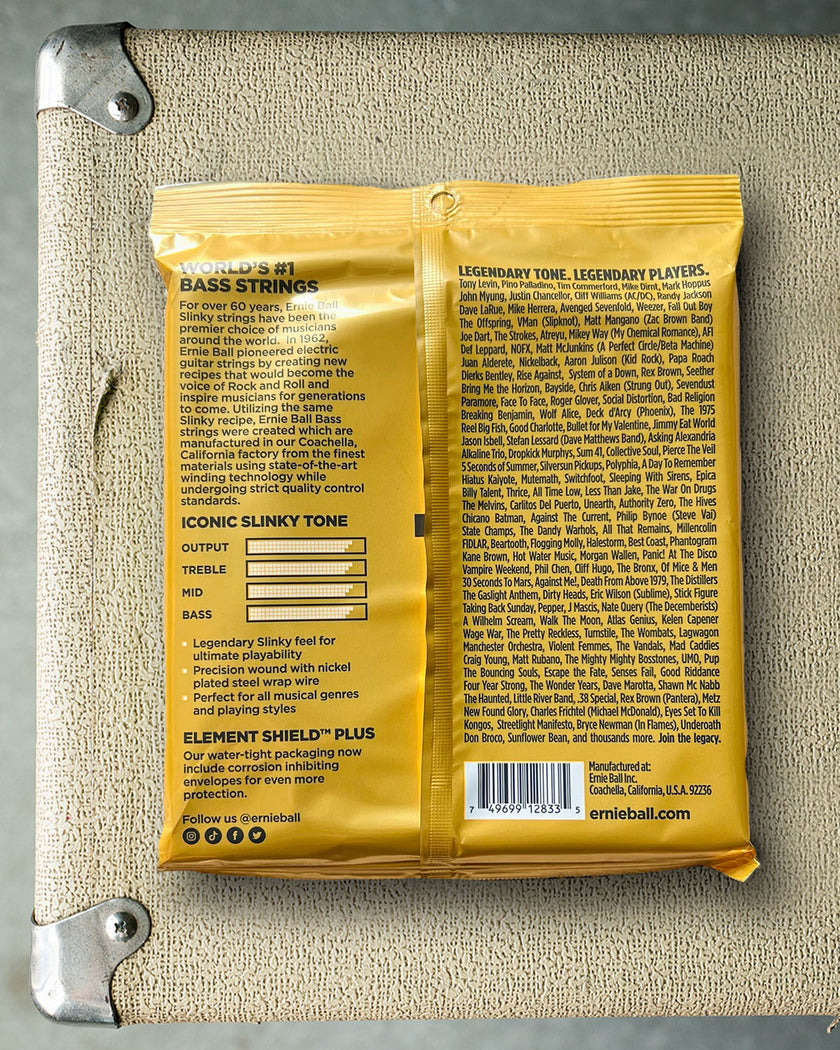 WORLD'S #1
BASS STRINGS
For over 60 years, Ernie Ball
Slinky strings have been the
premier choice of musicians
around the world. In 1962,
Ernie Ball pioneered electric
guitar strings by creating new
recipes that would become the
voice of Rock and Roll and
inspire musicians for generations
to come. Utilizing the same
Slinky recipe, Ernie Ball Bass
strings were created which are
manufactured in our Coachella,
California factory from the finest
materials using state-of-the-art
winding technology while
undergoing strict quality control
standards.
ICONIC SLINKY TONE
OUTPUT
TREBLE
MID
BASS
Legendary Slinky feel for
ultimate playability
Precision wound with nickel
plated steel wrap wire
Perfect for all musical genres
and playing styles
ELEMENT SHIELD™ PLUS
Our water-tight packaging now
include corrosion inhibiting
envelopes for even more
protection.
Follow us @ernieball
LEGENDARY TONE. LEGENDARY PLAYERS.
Tony Levin, Pino Palladino, Tim Commerford, Mike Dirnt, Mark Hoppus
John Myung, Justin Chancellor, Cliff Williams (AC/DC), Randy Jackson
Dave LaRue, Mike Herrera, Avenged Sevenfold, Weezer, Fall Out Boy
The Offspring, VMan (Slipknot), Matt Mangano (Zac Brown Band)
Joe Dart, The Strokes, Atreyu, Mikey Way (My Chemical Romance), AFI
Def Leppard, NOFX, Matt McJunkins (A Perfect Circle/Beta Machine)
Juan Alderete, Nickelback, Aaron Julison (Kid Rock), Papa Roach
Dierks Bentley, Rise Against, System of a Down, Rex Brown, Seether
Bring Me the Horizon, Bayside, Chris Aiken (Strung Out), Sevendust
Paramore, Face To Face, Roger Glover, Social Distortion, Bad Religion
Breaking Benjamin, Wolf Alice, Deck d'Arcy (Phoenix), The 1975
Reel Big Fish, Good Charlotte, Bullet for My Valentine, Jimmy Eat World
Jason Isbell, Stefan Lessard (Dave Matthews Band), Asking Alexandria
Alkaline Trio, Dropkick Murphys, Sum 41, Collective Soul, Pierce The Veil
5 Seconds of Summer, Silversun Pickups, Polyphia, A Day To Remember
Hiatus Kaiyote, Mutemath, Switchfoot, Sleeping With Sirens, Epica
Billy Talent, Thrice, All Time Low, Less Than Jake, The War On Drugs
The Melvins, Carlitos Del Puerto, Unearth, Authority Zero, The Hives
Chicano Batman, Against The Current, Philip Bynoe (Steve Vai)
State Champs, The Dandy Warhols, All That Remains, Millencolin
FIDLAR, Beartooth, Flogging Molly, Halestorm, Best Coast, Phantogram
Kane Brown, Hot Water Music, Morgan Wallen, Panic! At The Disco
Vampire Weekend, Phil Chen, Cliff Hugo, The Bronx, Of Mice & Men
30 Seconds To Mars, Against Me!, Death From Above 1979, The Distillers
The Gaslight Anthem, Dirty Heads, Eric Wilson (Sublime), Stick Figure
Taking Back Sunday, Pepper, J Mascis, Nate Query (The Decemberists)
A Wilhelm Scream, Walk The Moon, Atlas Genius, Kelen Capener
Wage War, The Pretty Reckless, Turnstile, The Wombats, Lagwagon
Manchester Orchestra, Violent Femmes, The Vandals, Mad Caddies
Craig Young, Matt Rubano, The Mighty Mighty Bosstones, UMO, Pup
The Bouncing Souls, Escape the Fate, Senses Fail, Good Riddance
Four Year Strong, The Wonder Years, Dave Marotta, Shawn Mc Nabb
The Haunted, Little River Band, .38 Special, Rex Brown (Pantera), Metz
New Found Glory, Charles Frichtel (Michael McDonald), Eyes Set To Kill
Kongos, Streetlight Manifesto, Bryce Newman (In Flames), Underoath
Don Broco, Sunflower Bean, and thousands more. Join the legacy.
7 49699 12833 5
Manufactured at:
Ernie Ball Inc.
Coachella, California, U.S.A. 92236
ernieball.com